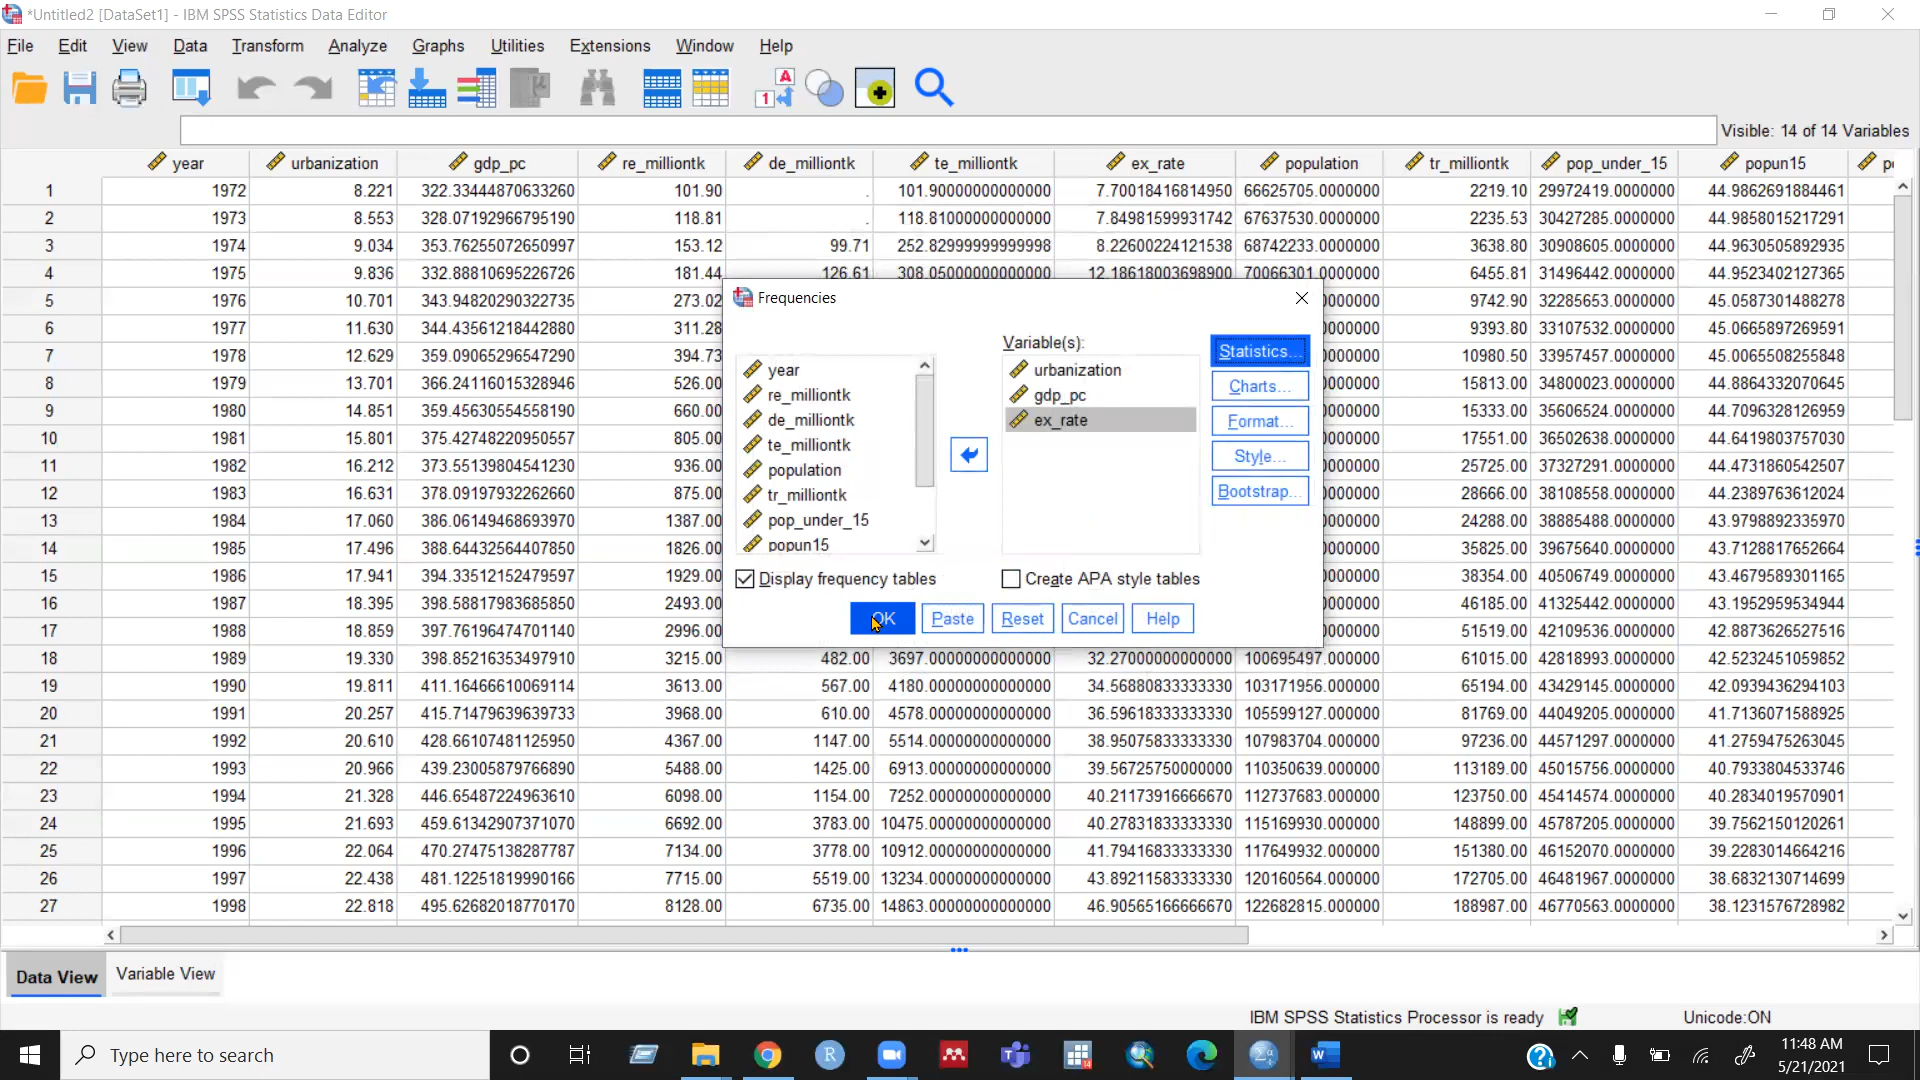 *Untitled2 [DataSet1] - IBM SPSS Statistics Data Editor
File Edit View Data Transform Analyze Graphs Utilities Extensions Window Help
Visible: 14 of 14 Variables
year urbanization gdp_pc re_milliontk de_milliontk te_milliontk ex_rate population tr_milliontk pop_under_15 popun15
1 1972 8.221 322.33444870633260 101.90 . 101.90000000000000 7.70018416814950 66625705.0000000 2219.10 29972419.0000000 44.9862691884461
2 1973 8.553 328.07192966795190 118.81 . 118.81000000000000 7.84981599931742 67637530.0000000 2235.53 30427285.0000000 44.9858015217291
3 1974 9.034 353.76255072650997 153.12 99.71 252.82999999999998 8.22600224121538 68742233.0000000 3638.80 30908605.0000000 44.9630505892935
4 1975 9.836 332.88810695226726 181.44 126.61 308.05000000000000 12.18618003698900 70066301.0000000 6455.81 31496442.0000000 44.9523402127365
5 1976 10.701 343.94820290322735 273.02 0000000 9742.90 32285653.0000000 45.0587301488278
6 1977 11.630 344.43561218442880 311.28 0000000 9393.80 33107532.0000000 45.0665897269591
7 1978 12.629 359.09065296547290 394.73 0000000 10980.50 33957457.0000000 45.0065508255848
8 1979 13.701 366.24116015328946 526.00 0000000 15813.00 34800023.0000000 44.8864332070645
9 1980 14.851 359.45630554558190 660.00 0000000 15333.00 35606524.0000000 44.7096328126959
10 1981 15.801 375.42748220950557 805.00 0000000 17551.00 36502638.0000000 44.6419803757030
11 1982 16.212 373.55139804541230 936.00 0000000 25725.00 37327291.0000000 44.4731860542507
12 1983 16.631 378.09197932262660 875.00 0000000 28666.00 38108558.0000000 44.2389763612024
13 1984 17.060 386.06149468693970 1387.00 0000000 24288.00 38885488.0000000 43.9798892335970
14 1985 17.496 388.64432564407850 1826.00 0000000 35825.00 39675640.0000000 43.7128817652664
15 1986 17.941 394.33512152479597 1929.00 0000000 38354.00 40506749.0000000 43.4679589301165
16 1987 18.395 398.58817983685850 2493.00 0000000 46185.00 41325442.0000000 43.1952959534944
17 1988 18.859 397.76196474701140 2996.00 0000000 51519.00 42109536.0000000 42.8873626527516
18 1989 19.330 398.85216353497910 3215.00 482.00 3697.00000000000000 32.27000000000000 100695497.000000 61015.00 42818993.0000000 42.5232451059852
19 1990 19.811 411.16466610069114 3613.00 567.00 4180.00000000000000 34.56880833333330 103171956.000000 65194.00 43429145.0000000 42.0939436294103
20 1991 20.257 415.71479639639733 3968.00 610.00 4578.00000000000000 36.59618333333330 105599127.000000 81769.00 44049205.0000000 41.7136071588925
21 1992 20.610 428.66107481125950 4367.00 1147.00 5514.00000000000000 38.95075833333330 107983704.000000 97236.00 44571297.0000000 41.2759475263045
22 1993 20.966 439.23005879766890 5488.00 1425.00 6913.00000000000000 39.56725750000000 110350639.000000 113189.00 45015756.0000000 40.7933804533746
23 1994 21.328 446.65487224963610 6098.00 1154.00 7252.00000000000000 40.21173916666670 112737683.000000 123750.00 45414574.0000000 40.2834019570901
24 1995 21.693 459.61342907371070 6692.00 3783.00 10475.00000000000000 40.27831833333330 115169930.000000 148899.00 45787205.0000000 39.7562150120261
25 1996 22.064 470.27475138287787 7134.00 3778.00 10912.00000000000000 41.79416833333330 117649932.000000 151380.00 46152070.0000000 39.2283014664216
26 1997 22.438 481.12251819990166 7715.00 5519.00 13234.00000000000000 43.89211583333330 120160564.000000 172705.00 46481967.0000000 38.6832130714699
27 1998 22.818 495.62682018770170 8128.00 6735.00 14863.00000000000000 46.90565166666670 122682815.000000 188987.00 46770563.0000000 38.1231576728982
Frequencies
Variable(s):
year
re_milliontk
de_milliontk
te_milliontk
population
tr_milliontk
pop_under_15
popun15
urbanization
gdp_pc
ex_rate
Statistics...
Charts...
Format...
Style...
Bootstrap...
Display frequency tables Create APA style tables
OK Paste Reset Cancel Help
Data View Variable View
IBM SPSS Statistics Processor is ready Unicode:ON
Type here to search
11:48 AM
5/21/2021